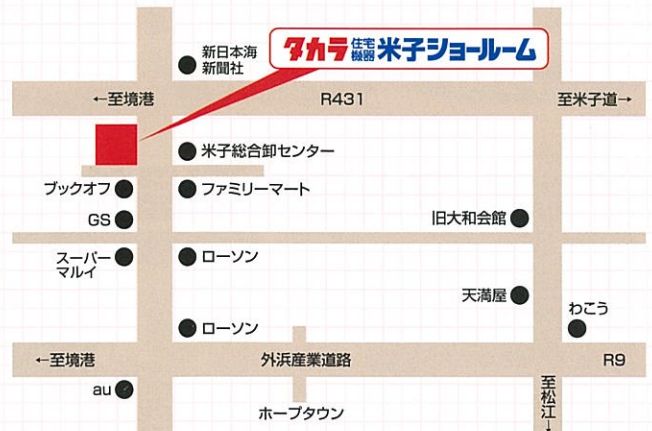 新日本海
新聞社
タカラ住宅機器米子ショールーム
←至境港
R431
至米子道→
米子総合卸センター
ブックオフ
ファミリーマート
GS
旧大和会館
スーパー
マルイ
ローソン
天満屋
わこう
ローソン
←至境港
外浜産業道路
R9
au
ホープタウン
至松江→